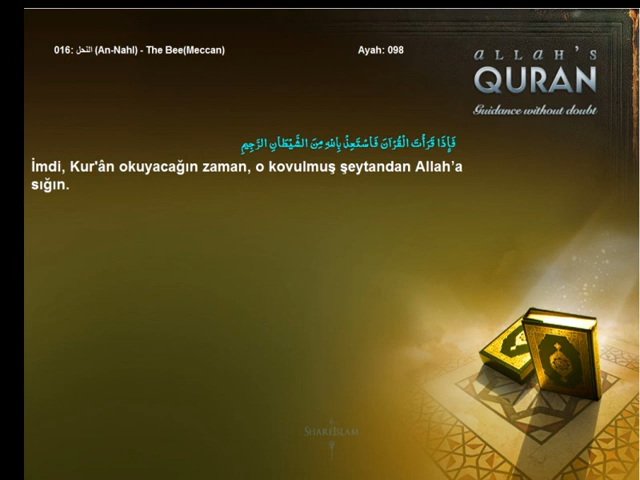 016: النحل (An-Nahl) - The Bee(Meccan) Ayah: 098
ALLAH'S
QURAN
Guidance without doubt
فَإِذَا قَرَأْتَ الْقُرْآنَ فَاسْتَعِذْ بِاللَّهِ مِنَ الشَّيْطَانِ الرَّجِيمِ
İmdi, Kur'ân okuyacağın zaman, o kovulmuş şeytandan Allah’a
sığın.
SHAREISLAM